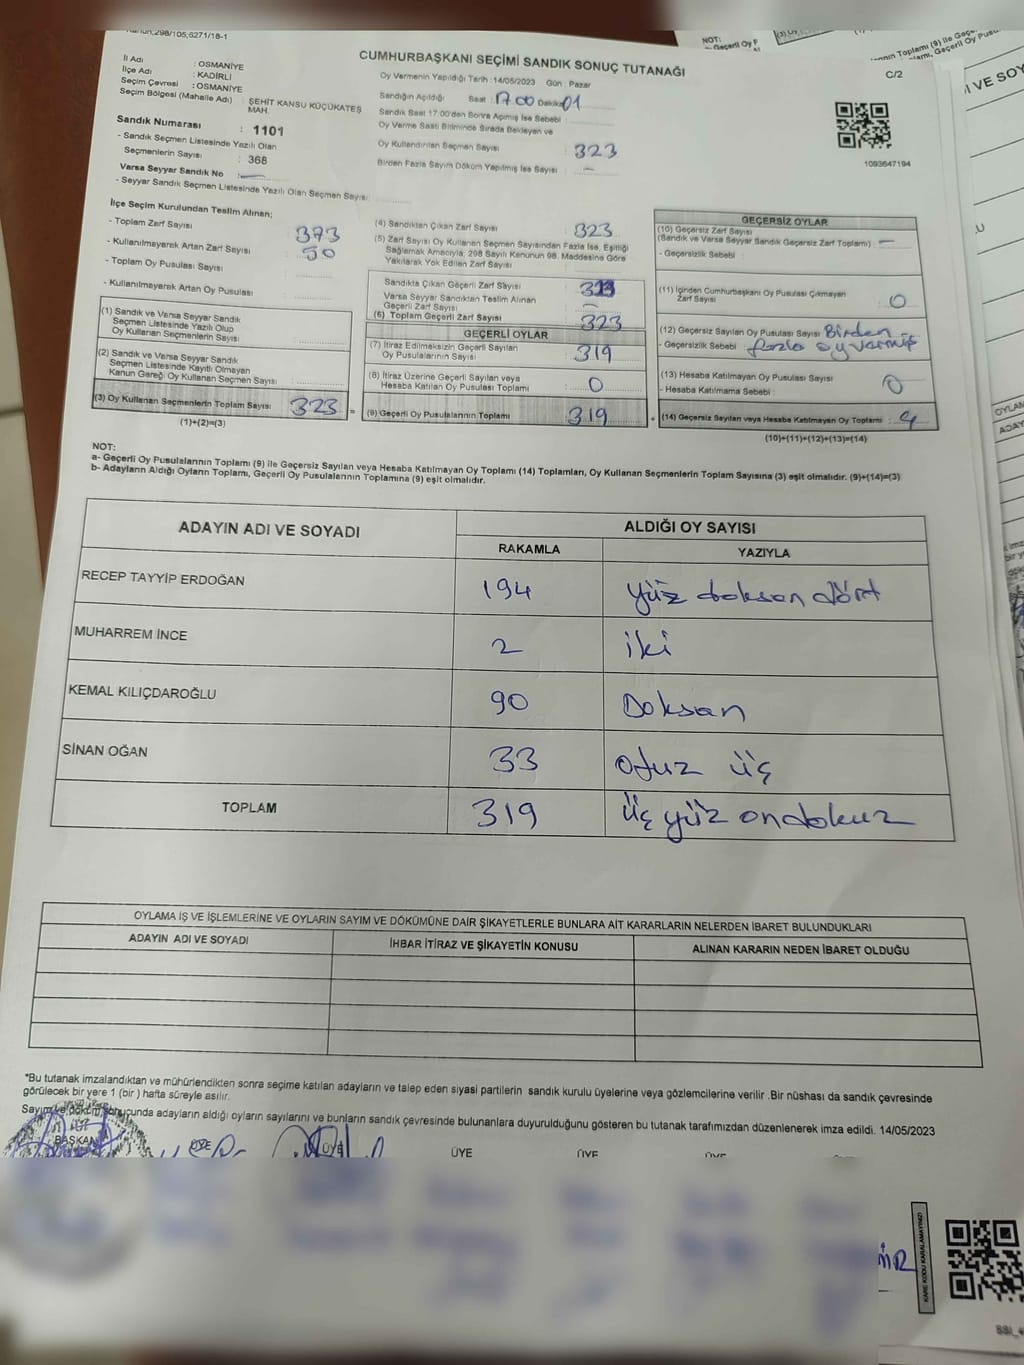 Kanun;298/105;6271/18-1
CUMHURBAŞKANI SEÇİMİ SANDIK SONUÇ TUTANAĞI
C/2
İl Adı : OSMANİYE
İlçe Adı : KADİRLİ
Seçim Çevresi : OSMANİYE
Seçim Bölgesi (Mahalle Adı) : ŞEHİT KANSU KÜÇÜKATEŞ MAH.
Sandık Numarası : 1101
- Sandık Seçmen Listesinde Yazılı Olan
Seçmenlerin Sayısı : 368
Varsa Seyyar Sandık No : —
- Seyyar Sandık Seçmen Listesinde Yazılı Olan Seçmen Sayısı:
Oy Vermenin Yapıldığı Tarih : 14/05/2023 Gün : Pazar
Sandığın Açıldığı Saat : 17.00 Dakika 01
Sandık Saat 17:00'den Sonra Açılmış İse Sebebi
Oy Verme Saati Bitiminde Sırada Bekleyen ve
Oy Kullandırılan Seçmen Sayısı : 323
Birden Fazla Sayım Döküm Yapılmış İse Sayısı : —
1093647194
İlçe Seçim Kurulundan Teslim Alınan;
- Toplam Zarf Sayısı : 373
- Kullanılmayarak Artan Zarf Sayısı : 50
- Toplam Oy Pusulası Sayısı :
- Kullanılmayarak Artan Oy Pusulası :
(1) Sandık ve Varsa Seyyar Sandık
Seçmen Listesinde Yazılı Olup
Oy Kullanan Seçmenlerin Sayısı :
(2) Sandık ve Varsa Seyyar Sandık
Seçmen Listesinde Kayıtlı Olmayan
Kanun Gereği Oy Kullanan Seçmen Sayısı :
(3) Oy Kullanan Seçmenlerin Toplam Sayısı : 323 =
(1)+(2)=(3)
(4) Sandıktan Çıkan Zarf Sayısı : 323
(5) Zarf Sayısı Oy Kullanan Seçmen Sayısından Fazla İse, Eşitliği
Sağlamak Amacıyla; 298 Sayılı Kanunun 98. Maddesine Göre
Yakılarak Yok Edilen Zarf Sayısı :
Sandıkta Çıkan Geçerli Zarf Sayısı : 323
Varsa Seyyar Sandıktan Teslim Alınan
Geçerli Zarf Sayısı : —
(6) Toplam Geçerli Zarf Sayısı : 323
GEÇERLİ OYLAR
(7) İtiraz Edilmeksizin Geçerli Sayılan
Oy Pusulalarının Sayısı : 319
(8) İtiraz Üzerine Geçerli Sayılan veya
Hesaba Katılan Oy Pusulası Toplamı : 0
(9) Geçerli Oy Pusulalarının Toplamı : 319 +
GEÇERSİZ OYLAR
(10) Geçersiz Zarf Sayısı
(Sandık ve Varsa Seyyar Sandık Geçersiz Zarf Toplamı) : —
- Geçersizlik Sebebi :
(11) İçinden Cumhurbaşkanı Oy Pusulası Çıkmayan
Zarf Sayısı : 0
(12) Geçersiz Sayılan Oy Pusulası Sayısı : Birden
- Geçersizlik Sebebi : fazla oy vermiş
(13) Hesaba Katılmayan Oy Pusulası Sayısı : 0
- Hesaba Katılmama Sebebi :
(14) Geçersiz Sayılan veya Hesaba Katılmayan Oy Toplamı : 4
(10)+(11)+(12)+(13)=(14)
NOT:
a- Geçerli Oy Pusulalarının Toplamı (9) ile Geçersiz Sayılan veya Hesaba Katılmayan Oy Toplamı (14) Toplamları, Oy Kullanan Seçmenlerin Toplam Sayısına (3) eşit olmalıdır. (9)+(14)=(3)
b- Adayların Aldığı Oyların Toplamı, Geçerli Oy Pusulalarının Toplamına (9) eşit olmalıdır.
ADAYIN ADI VE SOYADI
ALDIĞI OY SAYISI
RAKAMLA YAZIYLA
RECEP TAYYİP ERDOĞAN 194 yüz doksan dört
MUHARREM İNCE 2 iki
KEMAL KILIÇDAROĞLU 90 Doksan
SİNAN OĞAN 33 otuz üç
TOPLAM 319 üç yüz ondokuz
OYLAMA İŞ VE İŞLEMLERİNE VE OYLARIN SAYIM VE DÖKÜMÜNE DAİR ŞİKAYETLERLE BUNLARA AİT KARARLARIN NELERDEN İBARET BULUNDUKLARI
ADAYIN ADI VE SOYADI İHBAR İTİRAZ VE ŞİKAYETİN KONUSU ALINAN KARARIN NEDEN İBARET OLDUĞU
*Bu tutanak imzalandıktan ve mühürlendikten sonra seçime katılan adayların ve talep eden siyasi partilerin sandık kurulu üyelerine veya gözlemcilerine verilir .Bir nüshası da sandık çevresinde
görülecek bir yere 1 (bir ) hafta süreyle asılır.
Sayım ve döküm sonucunda adayların aldığı oyların sayılarını ve bunların sandık çevresinde bulunanlara duyurulduğunu gösteren bu tutanak tarafımızdan düzenlenerek imza edildi. 14/05/2023
BAŞKAN ÜYE ÜYE ÜYE ÜYE ÜYE
KARE KODU KARALAMAYINIZ!